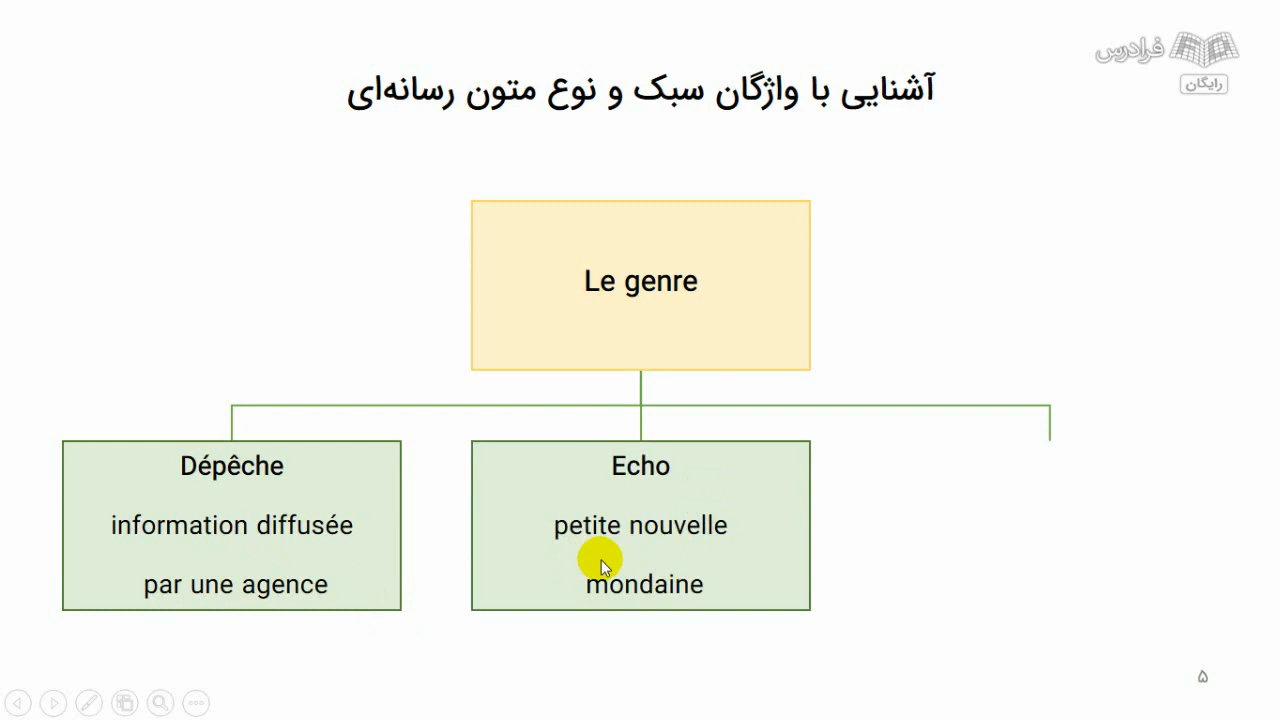 فرادرس
رایگان
آشنایی با واژگان سبک و نوع متون رسانه‌ای
Le genre
Dépêche
information diffusée
par une agence
Echo
petite nouvelle
mondaine
۵